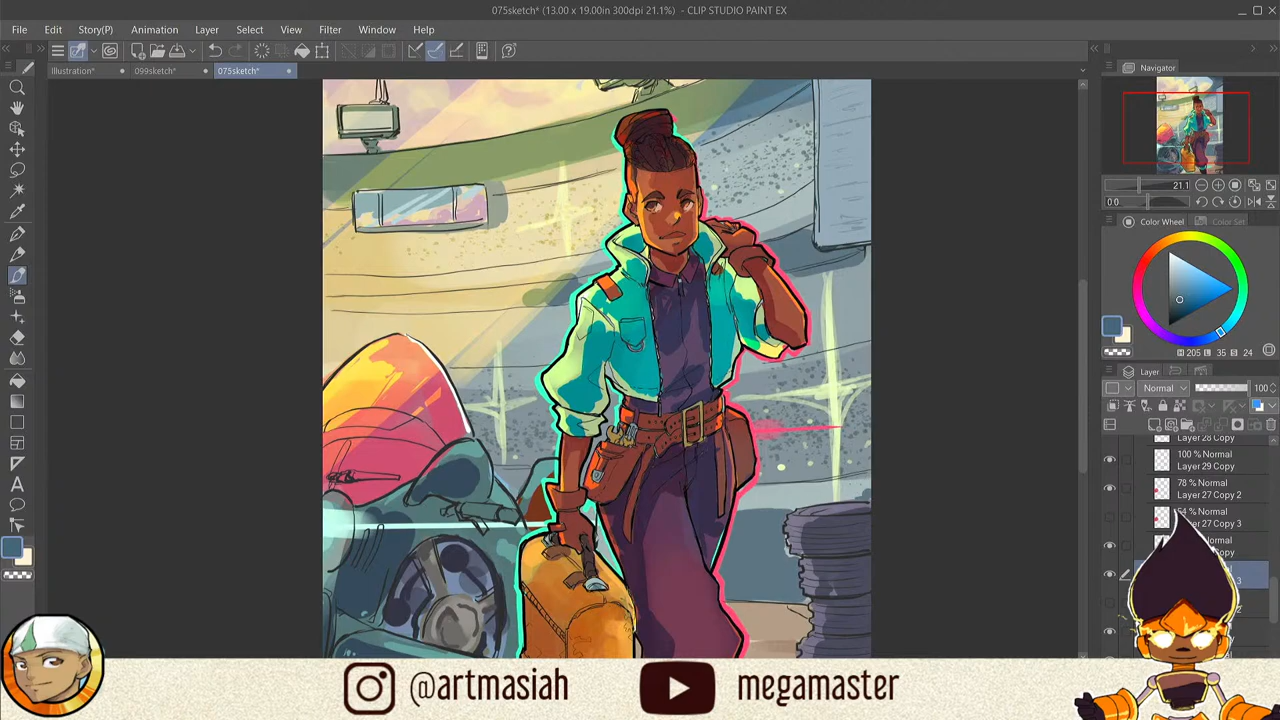 075sketch* (13.00 x 19.00in 300dpi 21.1%) - CLIP STUDIO PAINT EX
File Edit Story(P) Animation Layer Select View Filter Window Help
Illustration* 099sketch* 075sketch*
Navigator
21.1
0.0
Color Wheel Color Set
H 205 L 35 S 24
Layer
Normal 100
Layer 28 Copy
100 % Normal
Layer 29 Copy
78 % Normal
Layer 27 Copy 2
54 % Normal
Layer 27 Copy 3
@artmasiah megamaster